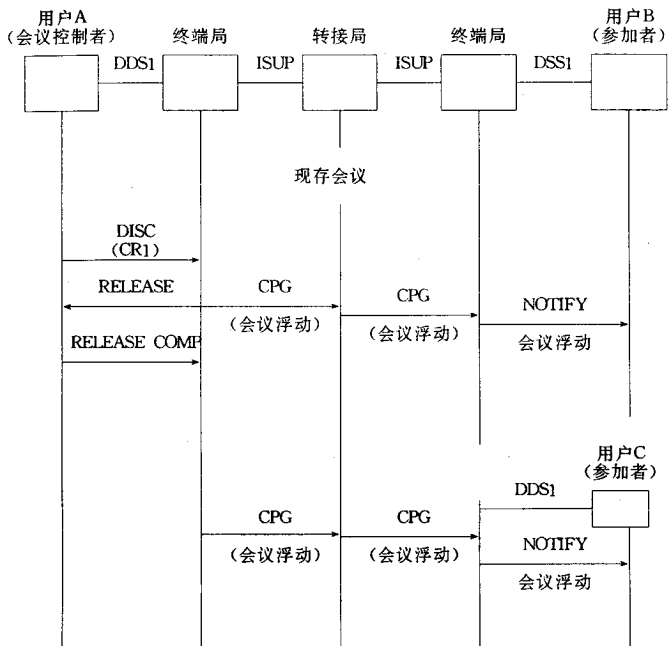 用户A
(会议控制者)
终端局
转接局
终端局
用户B
(参加者)
DDS1
ISUP
ISUP
DSS1
现存会议
DISC
(CR1)
RELEASE
CPG
(会议浮动)
CPG
(会议浮动)
NOTIFY
会议浮动
RELEASE COMP
用户C
(参加者)
DDS1
CPG
(会议浮动)
CPG
(会议浮动)
NOTIFY
会议浮动